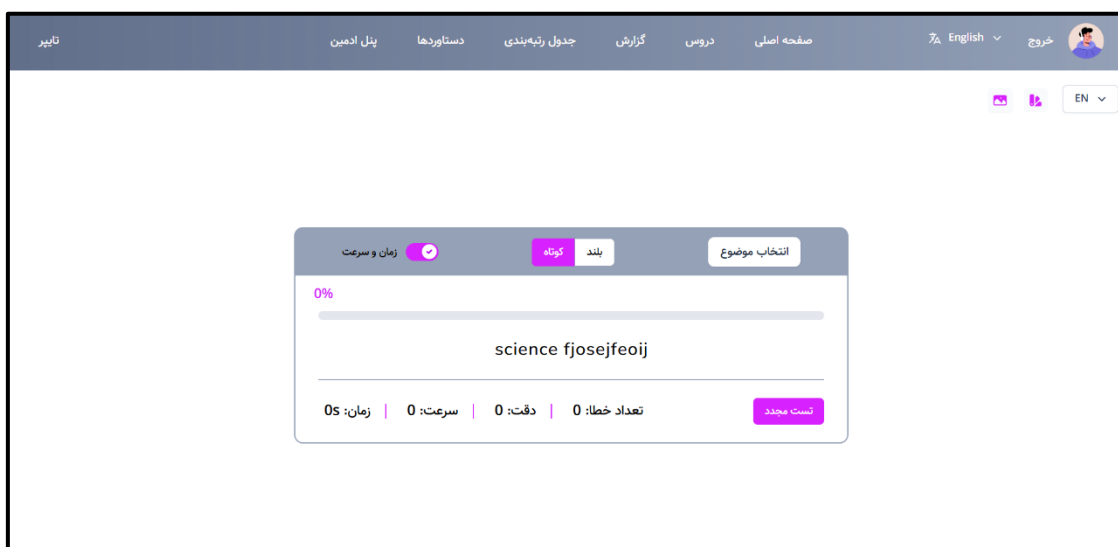 خروج English صفحه اصلی دروس گزارش جدول رتبه‌بندی دستاوردها پنل ادمین تایپر
EN
انتخاب موضوع بلند کوتاه زمان و سرعت
0%
science fjosejfeoij
تست مجدد تعداد خطا: 0 | دقت: 0 | سرعت: 0 | زمان: 0s